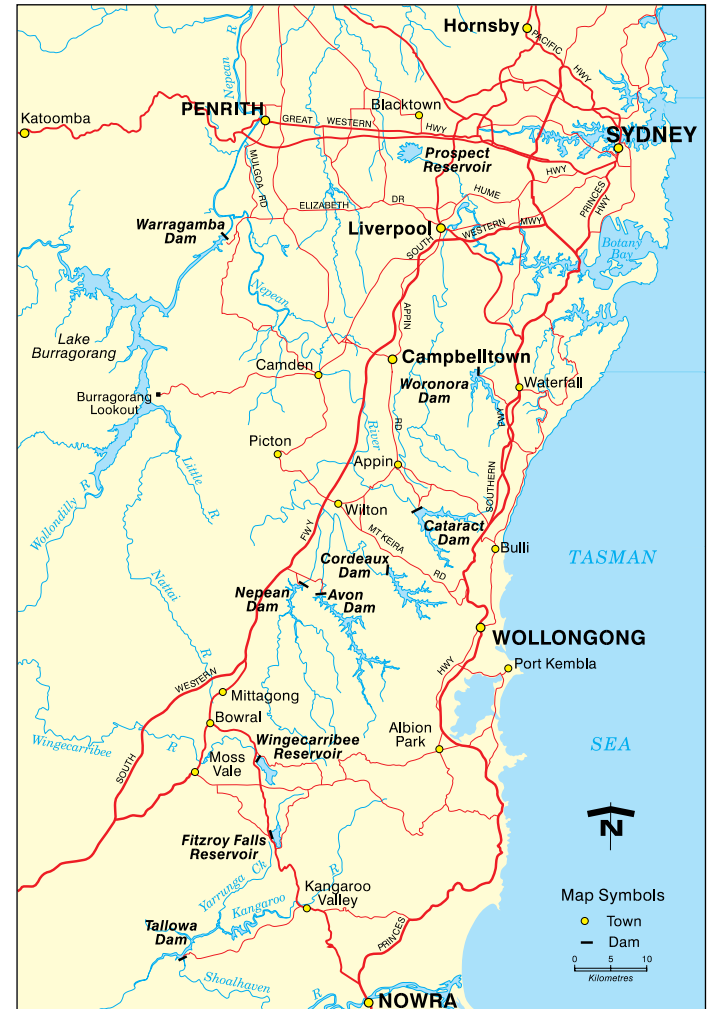 Hornsby
PACIFIC
HWY
Nepean
R
Katoomba
PENRITH
GREAT WESTERN HWY
Blacktown
SYDNEY
Prospect
Reservoir
MULGOA RD
ELIZABETH DR
HUME HWY
PRINCES
HWY
Warragamba
Dam
Liverpool
SOUTH WESTERN MWY
Botany
Bay
Nepean
APPIN
Lake
Burragorang
Camden
Campbelltown
Woronora
Dam
Waterfall
Burragorang
Lookout
FWY
Picton
River
RD
Appin
Little
R
SOUTHERN
Wollondilly R
Wilton
Cataract
Dam
FWY
MT KEIRA
RD
Bulli
TASMAN
Cordeaux
Dam
Nattai
R
Nepean
Dam
Avon
Dam
WOLLONGONG
HWY
Port Kembla
WESTERN
Mittagong
Bowral
Wingecarribee
R
Wingecarribee
Reservoir
Albion
Park
SEA
SOUTH
Moss
Vale
N
Fitzroy Falls
Reservoir
Yarrunga Ck
Kangaroo
R
Kangaroo
Valley
Map Symbols
Town
Dam
Tallowa
Dam
PRINCES
0 5 10
Kilometres
Shoalhaven
R
NOWRA